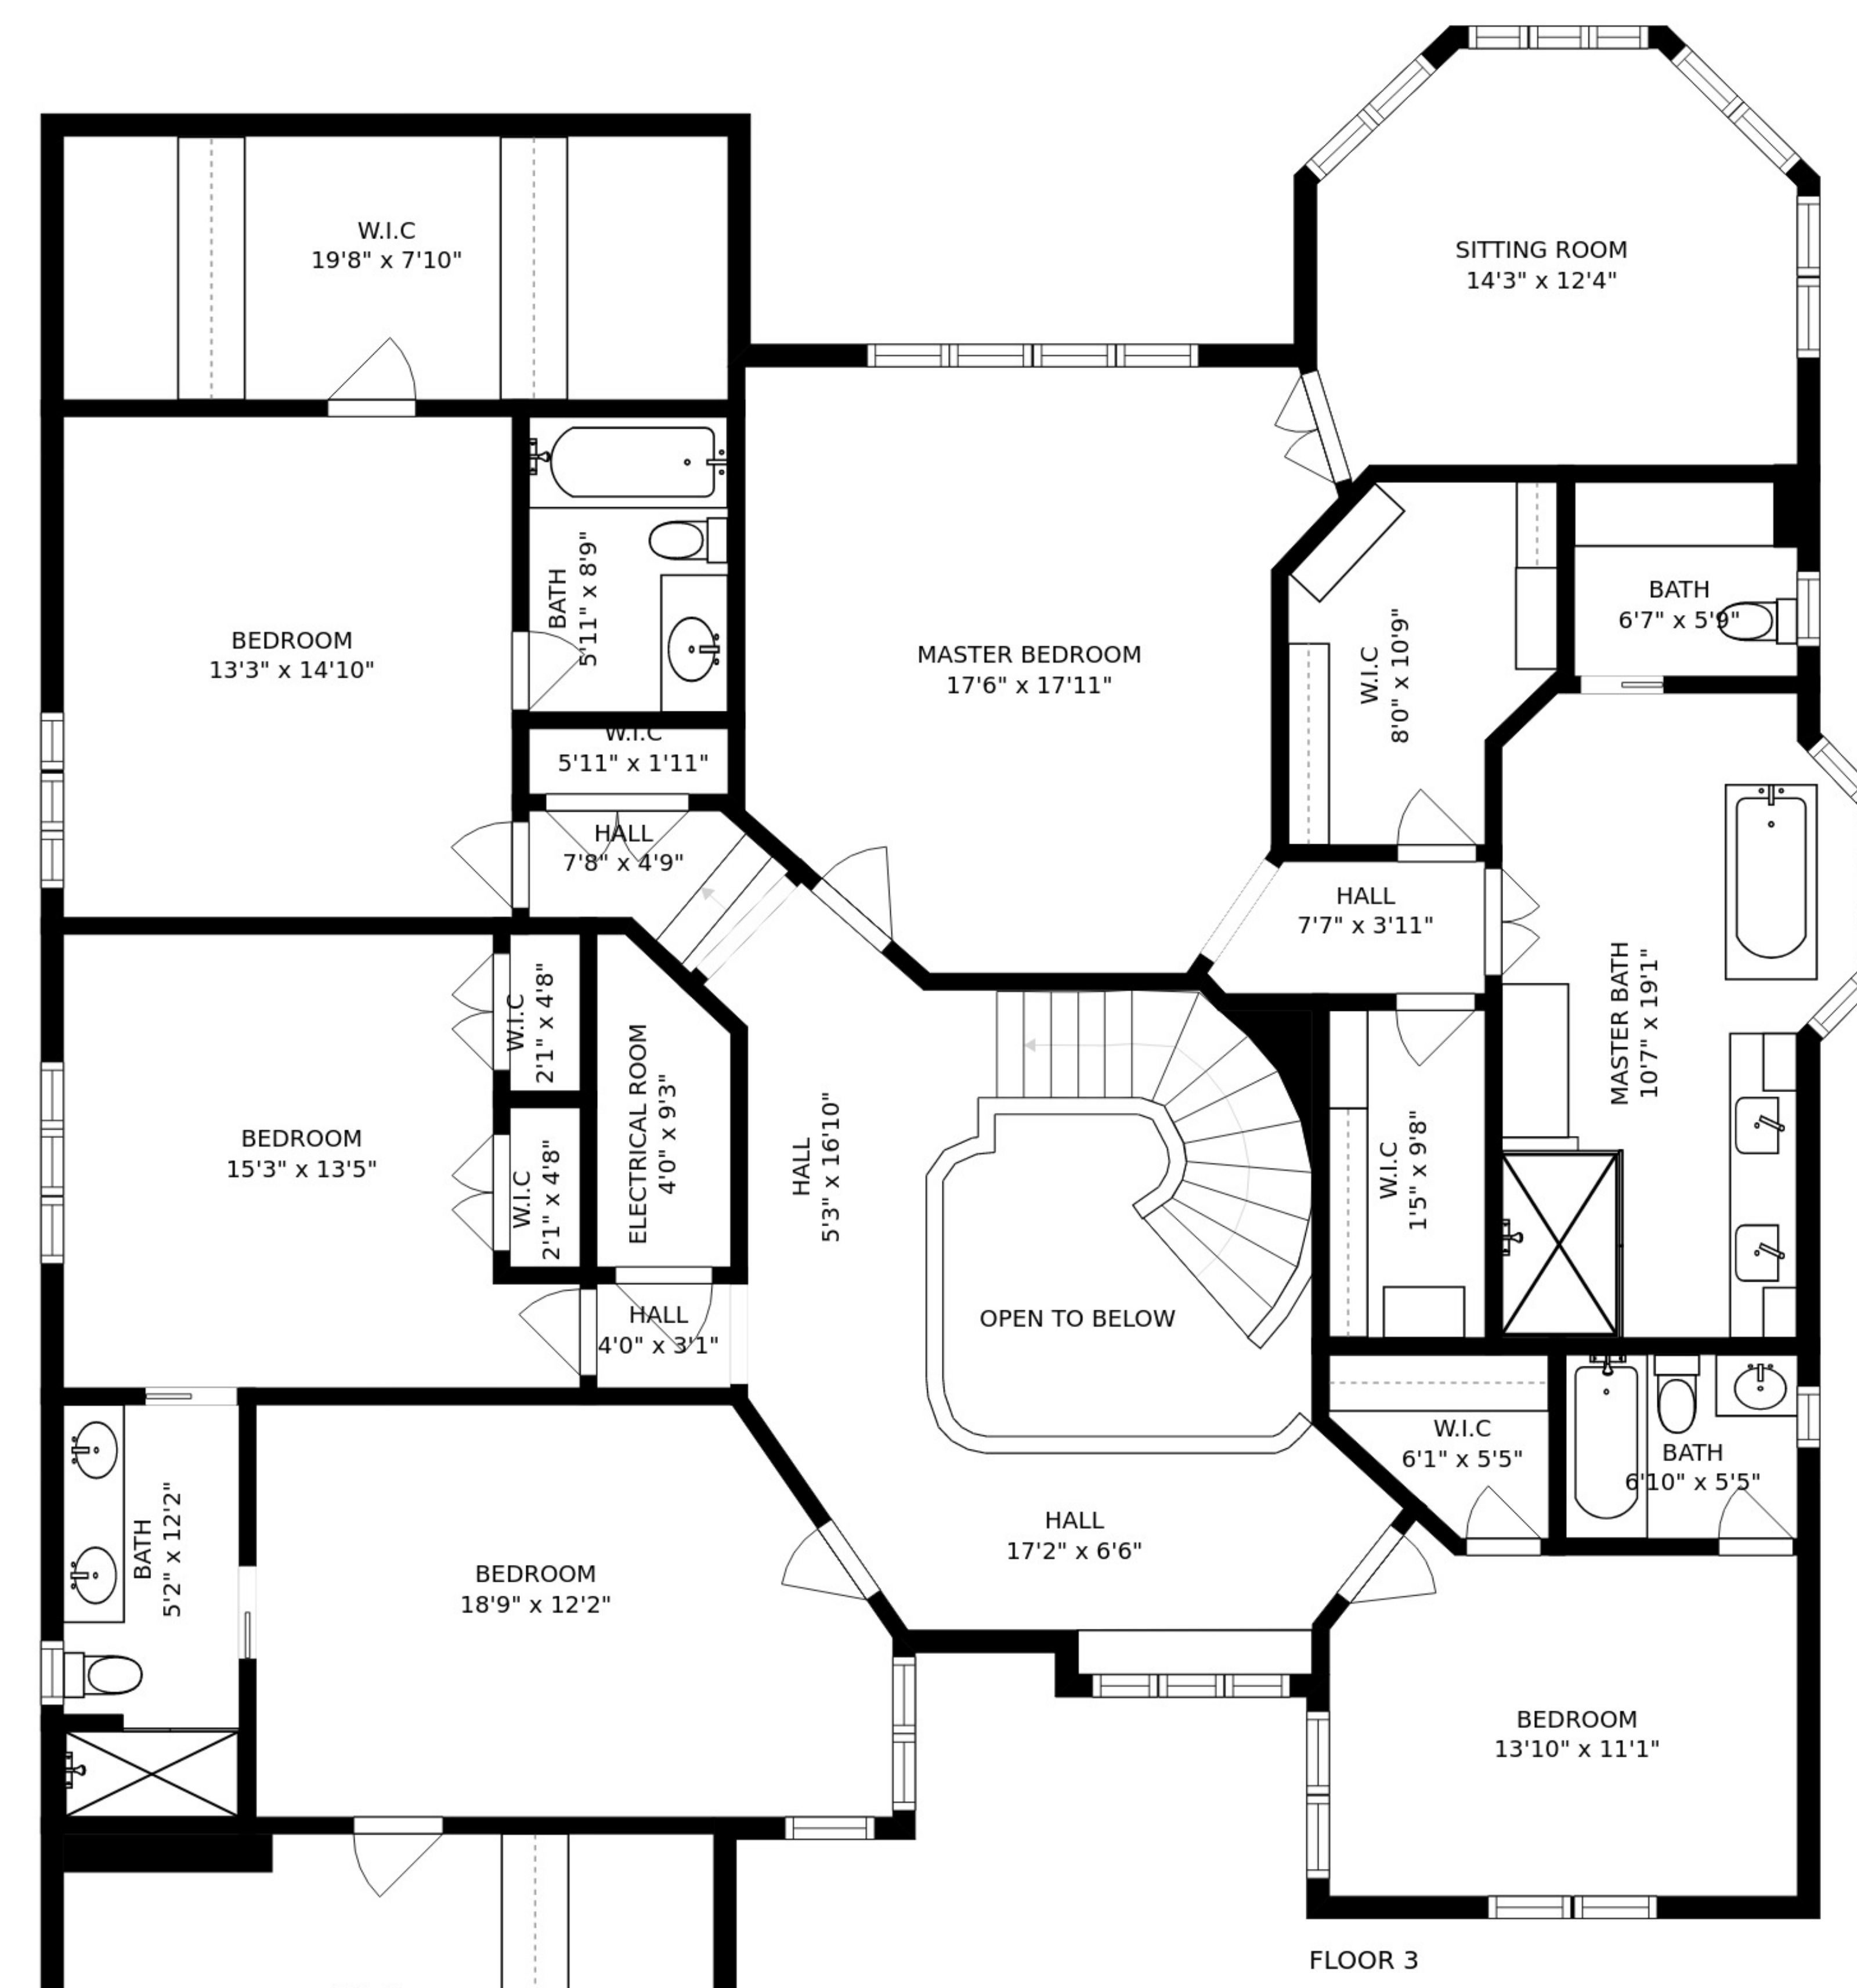 W.I.C
19'8" x 7'10"
SITTING ROOM
14'3" x 12'4"
BEDROOM
13'3" x 14'10"
BATH
5'11" x 8'9"
MASTER BEDROOM
17'6" x 17'11"
W.I.C
8'0" x 10'9"
BATH
6'7" x 5'9"
W.I.C
5'11" x 1'11"
HALL
7'8" x 4'9"
HALL
7'7" x 3'11"
MASTER BATH
10'7" x 19'1"
W.I.C
2'1" x 4'8"
BEDROOM
15'3" x 13'5"
W.I.C
2'1" x 4'8"
ELECTRICAL ROOM
4'0" x 9'3"
HALL
5'3" x 16'10"
W.I.C
1'5" x 9'8"
HALL
4'0" x 3'1"
OPEN TO BELOW
W.I.C
6'1" x 5'5"
BATH
6'10" x 5'5"
BATH
5'2" x 12'2"
BEDROOM
18'9" x 12'2"
HALL
17'2" x 6'6"
BEDROOM
13'10" x 11'1"
FLOOR 3